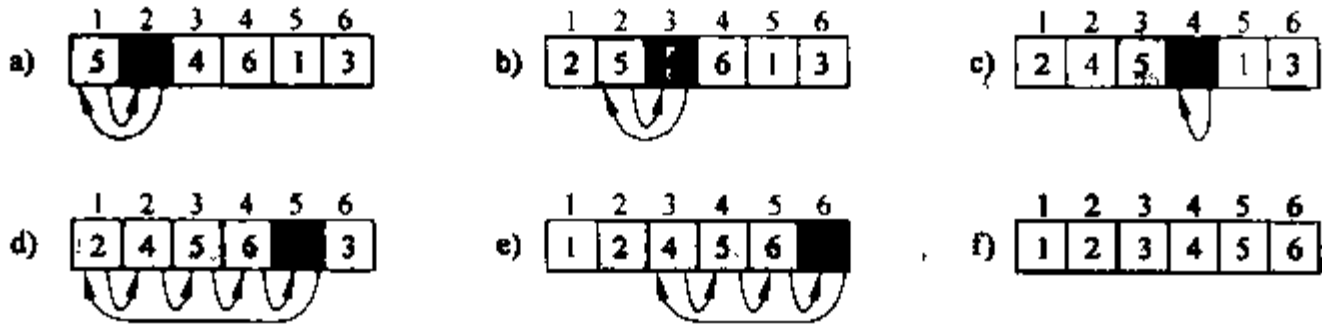 1 2 3 4 5 6
a) 5 4 6 1 3
1 2 3 4 5 6
b) 2 5 6 1 3
1 2 3 4 5 6
c) 2 4 5 1 3
1 2 3 4 5 6
d) 2 4 5 6 3
1 2 3 4 5 6
e) 1 2 4 5 6
1 2 3 4 5 6
f) 1 2 3 4 5 6